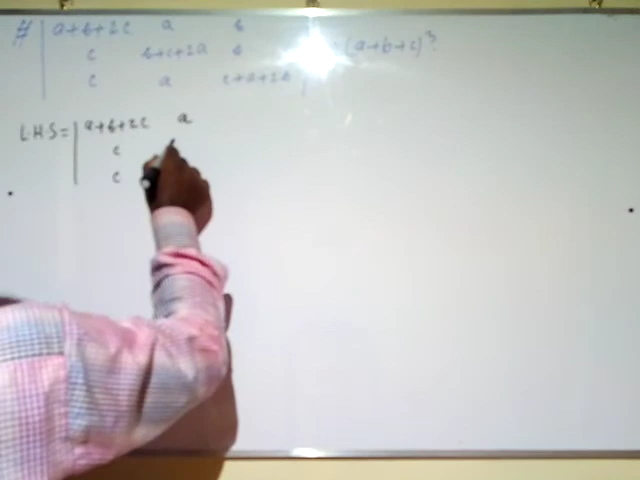 # | a+b+2c a b
c b+c+2a b
c a c+a+2b | (a+b+c)³
L.H.S = | a+b+2c a
c
c